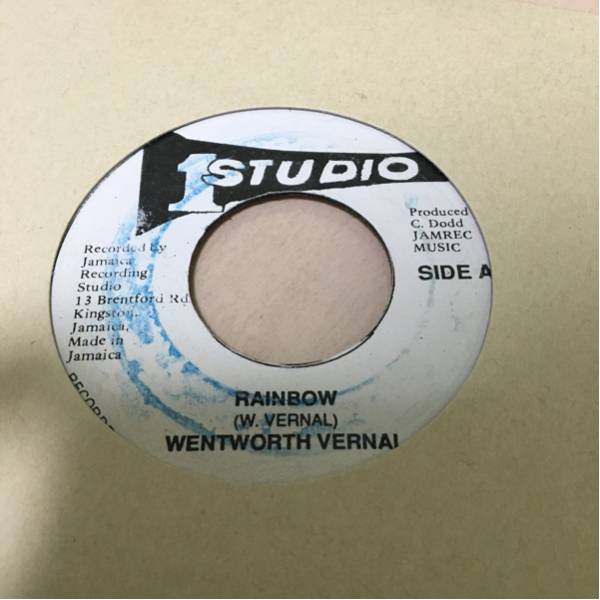 1 STUDIO
Recorded by
Jamaica
Recording
Studio
13 Brentford Rd
Kingston,
Jamaica,
Made in
Jamaica
Produced
C. Dodd
JAMREC
MUSIC
SIDE A
RECORD
RAINBOW
(W. VERNAL)
WENTWORTH VERNAL